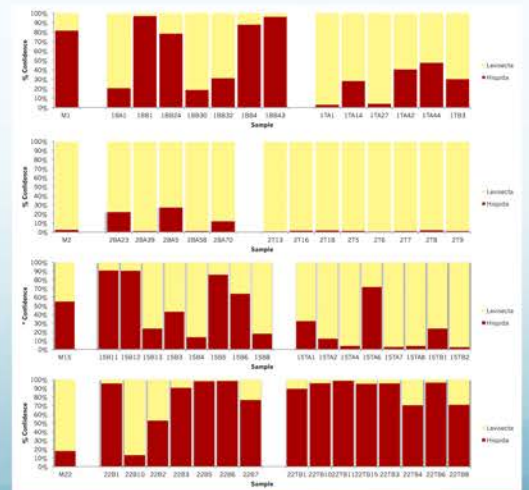 % Confidence
100%
90%
80%
70%
60%
50%
40%
30%
20%
10%
0%
M1 1BA1 1BB1 1BB24 1BB30 1BB32 1BB4 1BB43 1TA1 1TA14 1TA27 1TA42 1TA44 1TB3
Sample
Levisecta
Hispida
% Confidence
100%
90%
80%
70%
60%
50%
40%
30%
20%
10%
0%
M2 2BA23 2BA39 2BA5 2BA58 2BA70 2T13 2T16 2T18 2T5 2T6 2T7 2T8 2T9
Sample
Levisecta
Hispida
Confidence
100%
90%
80%
70%
60%
50%
40%
30%
20%
10%
0%
M15 15B11 15B12 15B13 15B3 15B4 15B5 15B6 15B8 15TA1 15TA2 15TA4 15TA6 15TA7 15TA8 15TB1 15TB2
Sample
Levisecta
Hispida
% Confidence
100%
90%
80%
70%
60%
50%
40%
30%
20%
10%
0%
M22 22B1 22B10 22B2 22B3 22B5 22B6 22B7 22TB1 22TB10 22TB11 22TB15 22TB3 22TB4 22TB6 22TB8
Sample
Levisecta
Hispida